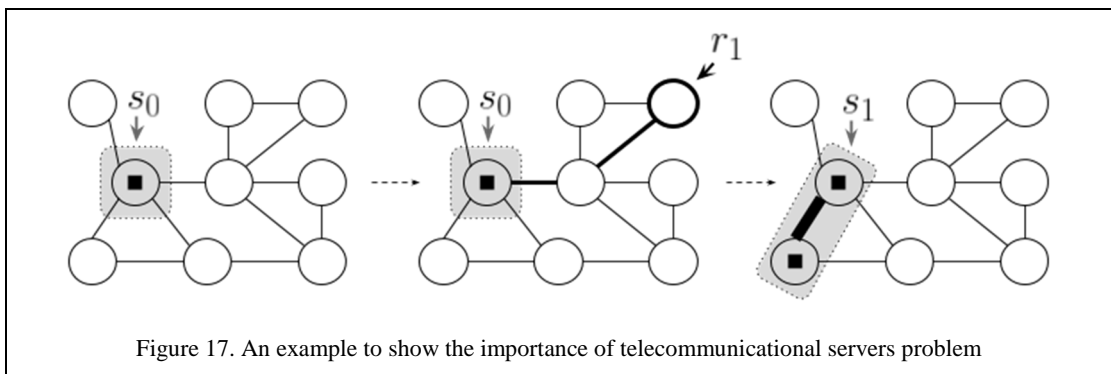 r1
s0
s0
s1
Figure 17. An example to show the importance of telecommunicational servers problem